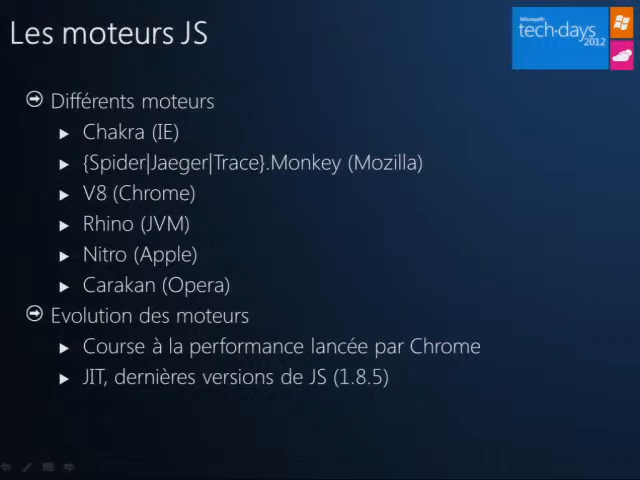 Les moteurs JS
Microsoft
tech·days
2012
Différents moteurs
Chakra (IE)
{Spider|Jaeger|Trace}.Monkey (Mozilla)
V8 (Chrome)
Rhino (JVM)
Nitro (Apple)
Carakan (Opera)
Evolution des moteurs
Course à la performance lancée par Chrome
JIT, dernières versions de JS (1.8.5)